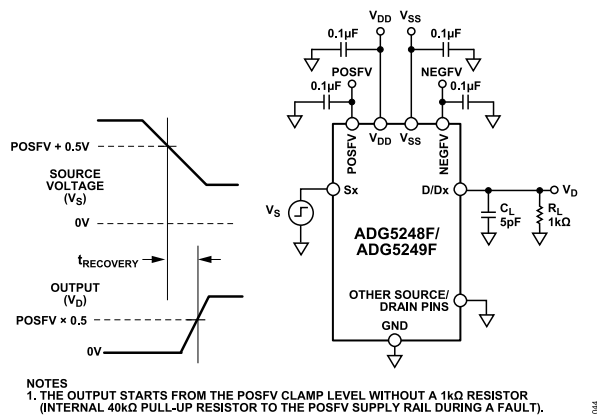 VDD
VSS
0.1µF
0.1µF
0.1µF
POSFV
NEGFV
0.1µF
POSFV
VDD
VSS
NEGFV
POSFV + 0.5V
SOURCE
VOLTAGE
(VS)
0V
tRECOVERY
OUTPUT
(VD)
POSFV × 0.5
0V
VS
Sx
D/Dx
VD
CL
5pF
RL
1kΩ
ADG5248F/
ADG5249F
OTHER SOURCE/
DRAIN PINS
GND
NOTES
1. THE OUTPUT STARTS FROM THE POSFV CLAMP LEVEL WITHOUT A 1kΩ RESISTOR
(INTERNAL 40kΩ PULL-UP RESISTOR TO THE POSFV SUPPLY RAIL DURING A FAULT).
044